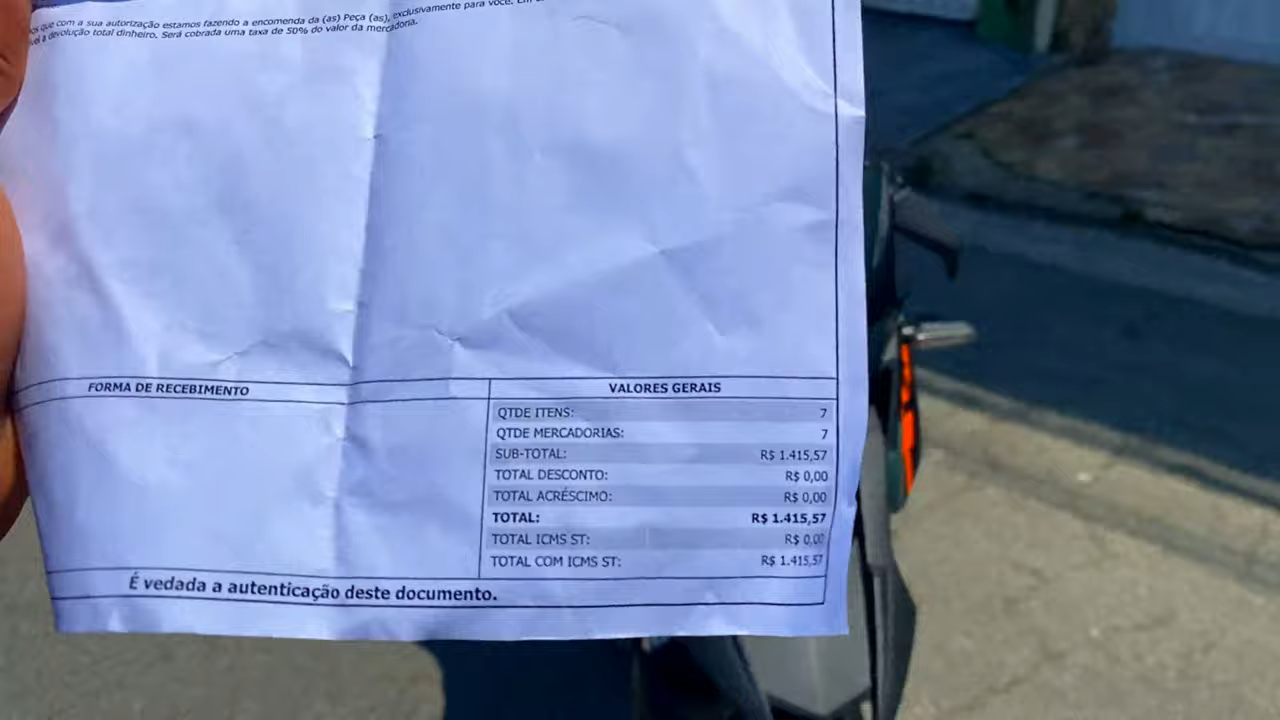 que com a sua autorização estamos fazendo a encomenda da (as) Peça (as), exclusivamente para você.
a devolução total dinheiro. Será cobrada uma taxa de 50% do valor da mercadoria.
FORMA DE RECEBIMENTO
VALORES GERAIS
QTDE ITENS: 7
QTDE MERCADORIAS: 7
SUB-TOTAL: R$ 1.415,57
TOTAL DESCONTO: R$ 0,00
TOTAL ACRÉSCIMO: R$ 0,00
TOTAL: R$ 1.415,57
TOTAL ICMS ST: R$ 0,00
TOTAL COM ICMS ST: R$ 1.415,57
É vedada a autenticação deste documento.